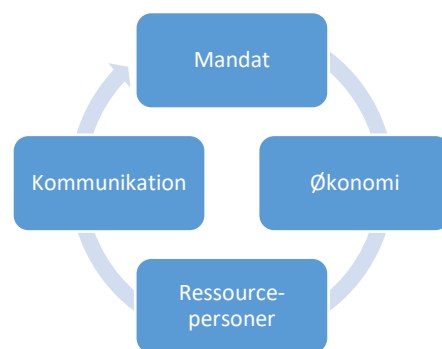 Mandat
Økonomi
Ressource-
personer
Kommunikation